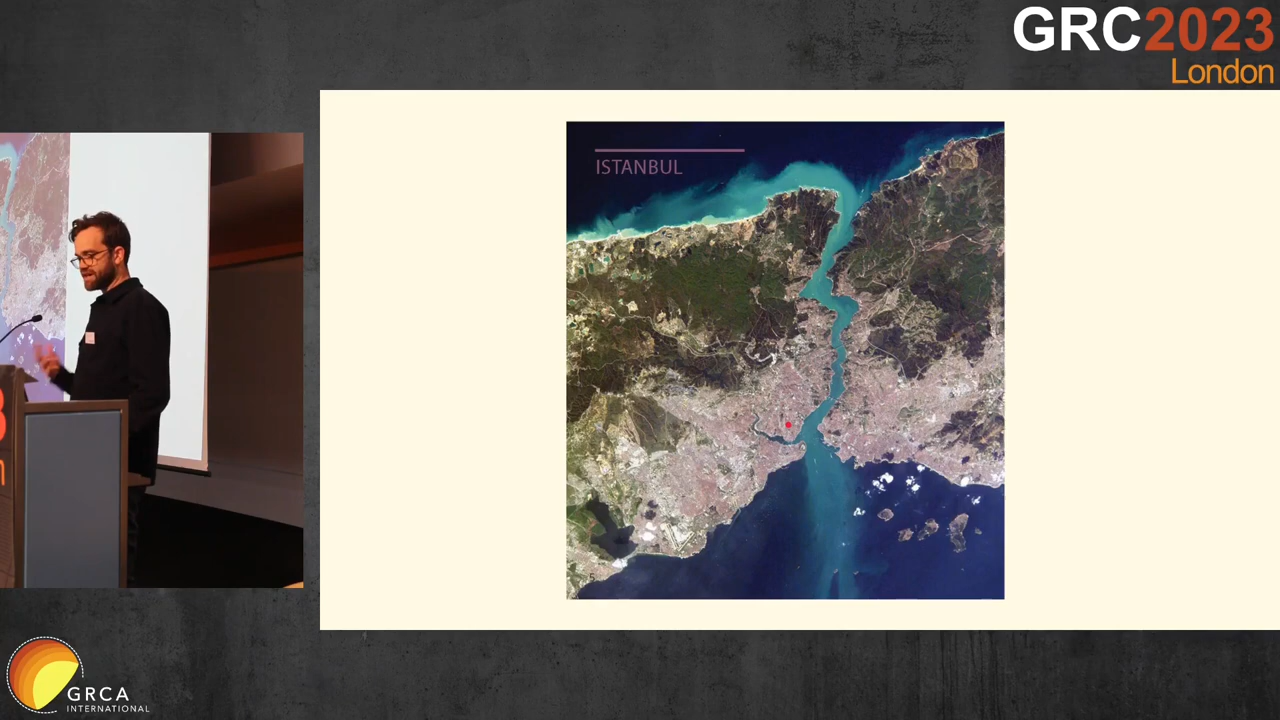 GRC2023
London
ISTANBUL
GRCA
INTERNATIONAL